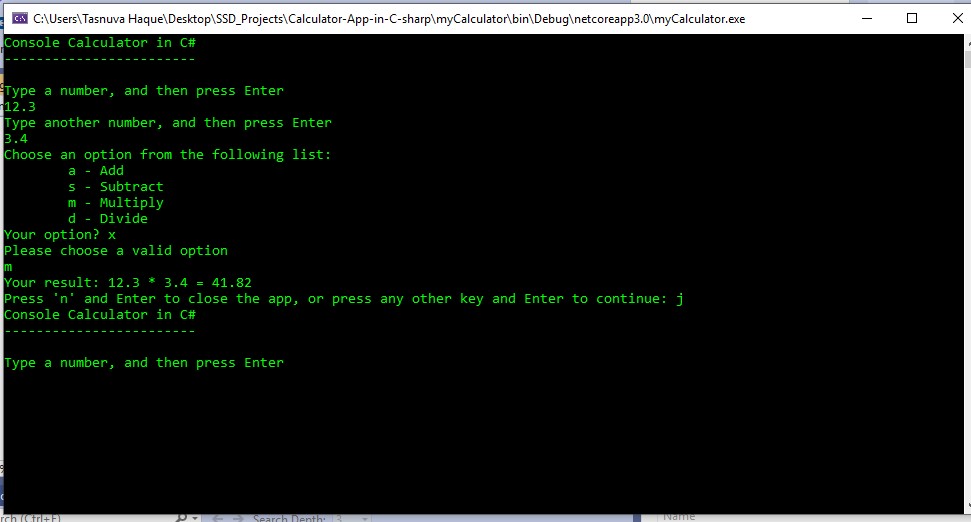 C:\Users\Tasnuva Haque\Desktop\SSD_Projects\Calculator-App-in-C-sharp\myCalculator\bin\Debug\netcoreapp3.0\myCalculator.exe
Console Calculator in C#
------------------------
Type a number, and then press Enter
12.3
Type another number, and then press Enter
3.4
Choose an option from the following list:
a - Add
s - Subtract
m - Multiply
d - Divide
Your option? x
Please choose a valid option
m
Your result: 12.3 * 3.4 = 41.82
Press 'n' and Enter to close the app, or press any other key and Enter to continue: j
Console Calculator in C#
------------------------
Type a number, and then press Enter
rch (Ctrl+E) Search Depth: 3 Name